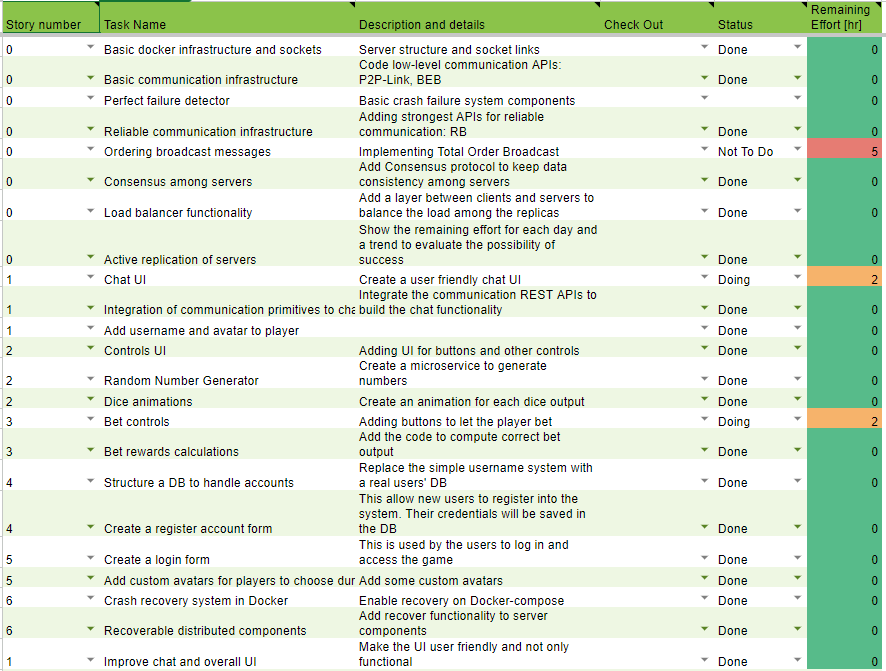 Story number Task Name Description and details Check Out Status Remaining Effort [hr]
0 Basic docker infrastructure and sockets Server structure and socket links Done 0
0 Basic communication infrastructure Code low-level communication APIs: P2P-Link, BEB Done 0
0 Perfect failure detector Basic crash failure system components 0
0 Reliable communication infrastructure Adding strongest APIs for reliable communication: RB Done 0
0 Ordering broadcast messages Implementing Total Order Broadcast Not To Do 5
0 Consensus among servers Add Consensus protocol to keep data consistency among servers Done 0
0 Load balancer functionality Add a layer between clients and servers to balance the load among the replicas Done 0
0 Active replication of servers Show the remaining effort for each day and a trend to evaluate the possibility of success Done 0
1 Chat UI Create a user friendly chat UI Doing 2
1 Integration of communication primitives to cha Integrate the communication REST APIs to build the chat functionality Done 0
1 Add username and avatar to player Done 0
2 Controls UI Adding UI for buttons and other controls Done 0
2 Random Number Generator Create a microservice to generate numbers Done 0
2 Dice animations Create an animation for each dice output Done 0
3 Bet controls Adding buttons to let the player bet Doing 2
3 Bet rewards calculations Add the code to compute correct bet output Done 0
4 Structure a DB to handle accounts Replace the simple username system with a real users' DB Done 0
4 Create a register account form This allow new users to register into the system. Their credentials will be saved in the DB Done 0
5 Create a login form This is used by the users to log in and access the game Done 0
5 Add custom avatars for players to choose dur Add some custom avatars Done 0
6 Crash recovery system in Docker Enable recovery on Docker-compose Done 0
6 Recoverable distributed components Add recover functionality to server components Done 0
1 Improve chat and overall UI Make the UI user friendly and not only functional Done 0